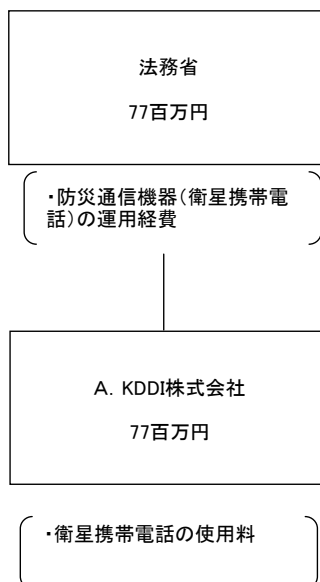 法務省
77百万円
・防災通信機器（衛星携帯電
話）の運用経費
A．KDDI株式会社
77百万円
・衛星携帯電話の使用料